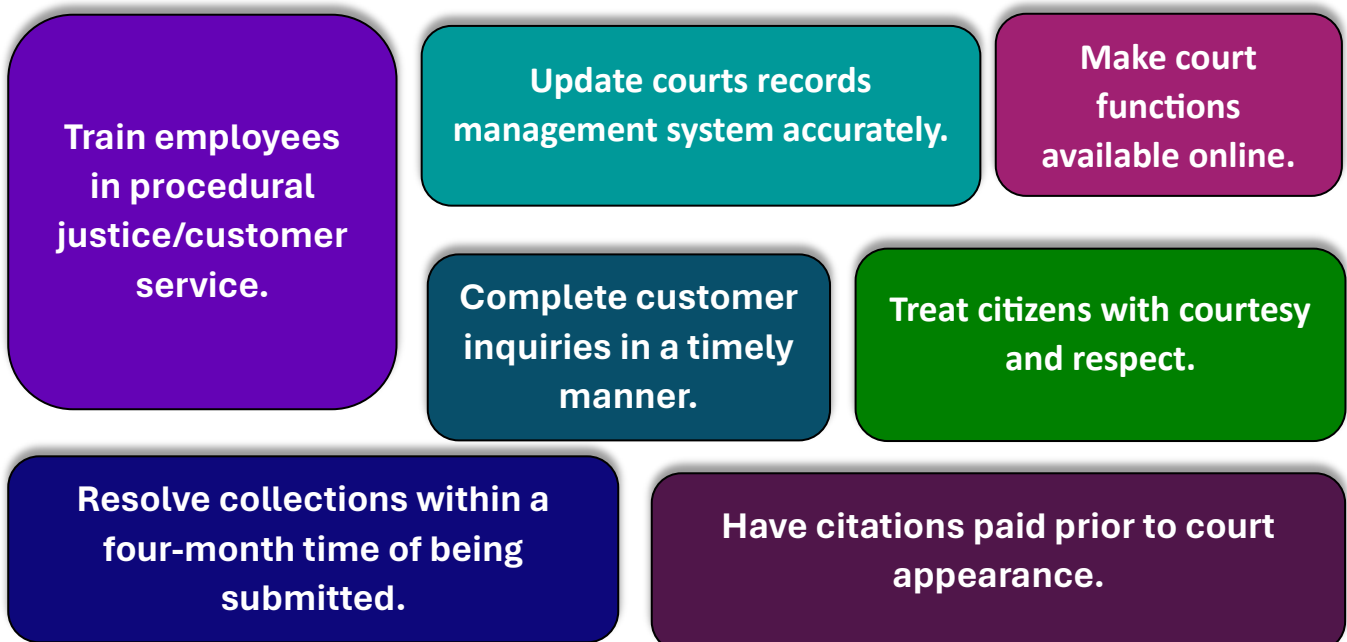 Train employees
in procedural
justice/customer
service.
Update courts records
management system accurately.
Make court
functions
available online.
Complete customer
inquiries in a timely
manner.
Treat citizens with courtesy
and respect.
Resolve collections within a
four-month time of being
submitted.
Have citations paid prior to court
appearance.